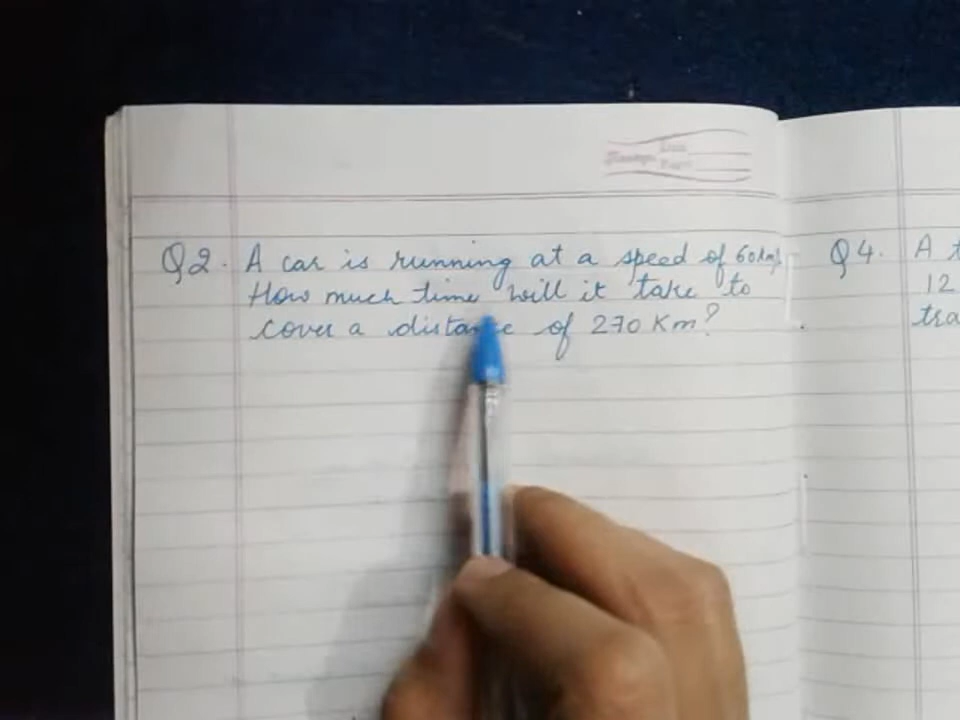 Q2. A car is running at a speed of 60km/
How much time will it take to
cover a distance of 270 Km?
Q4. A t
12
tra